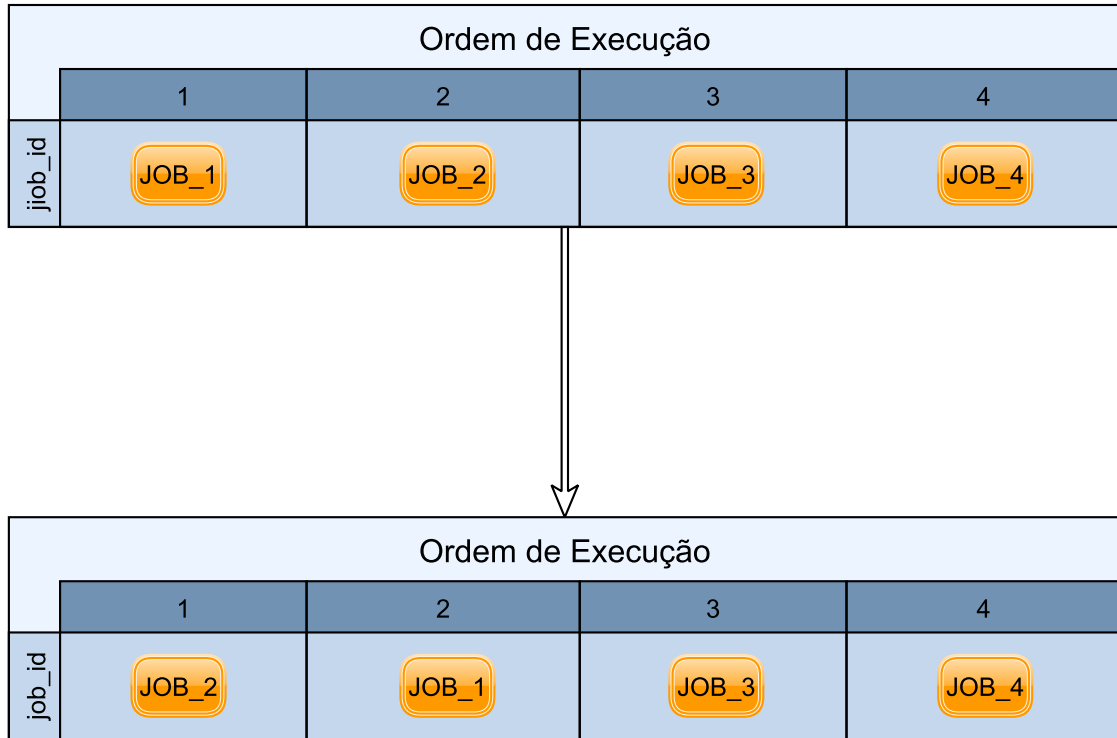 Ordem de Execução
1 2 3 4
jiob_id JOB_1 JOB_2 JOB_3 JOB_4
Ordem de Execução
1 2 3 4
job_id JOB_2 JOB_1 JOB_3 JOB_4